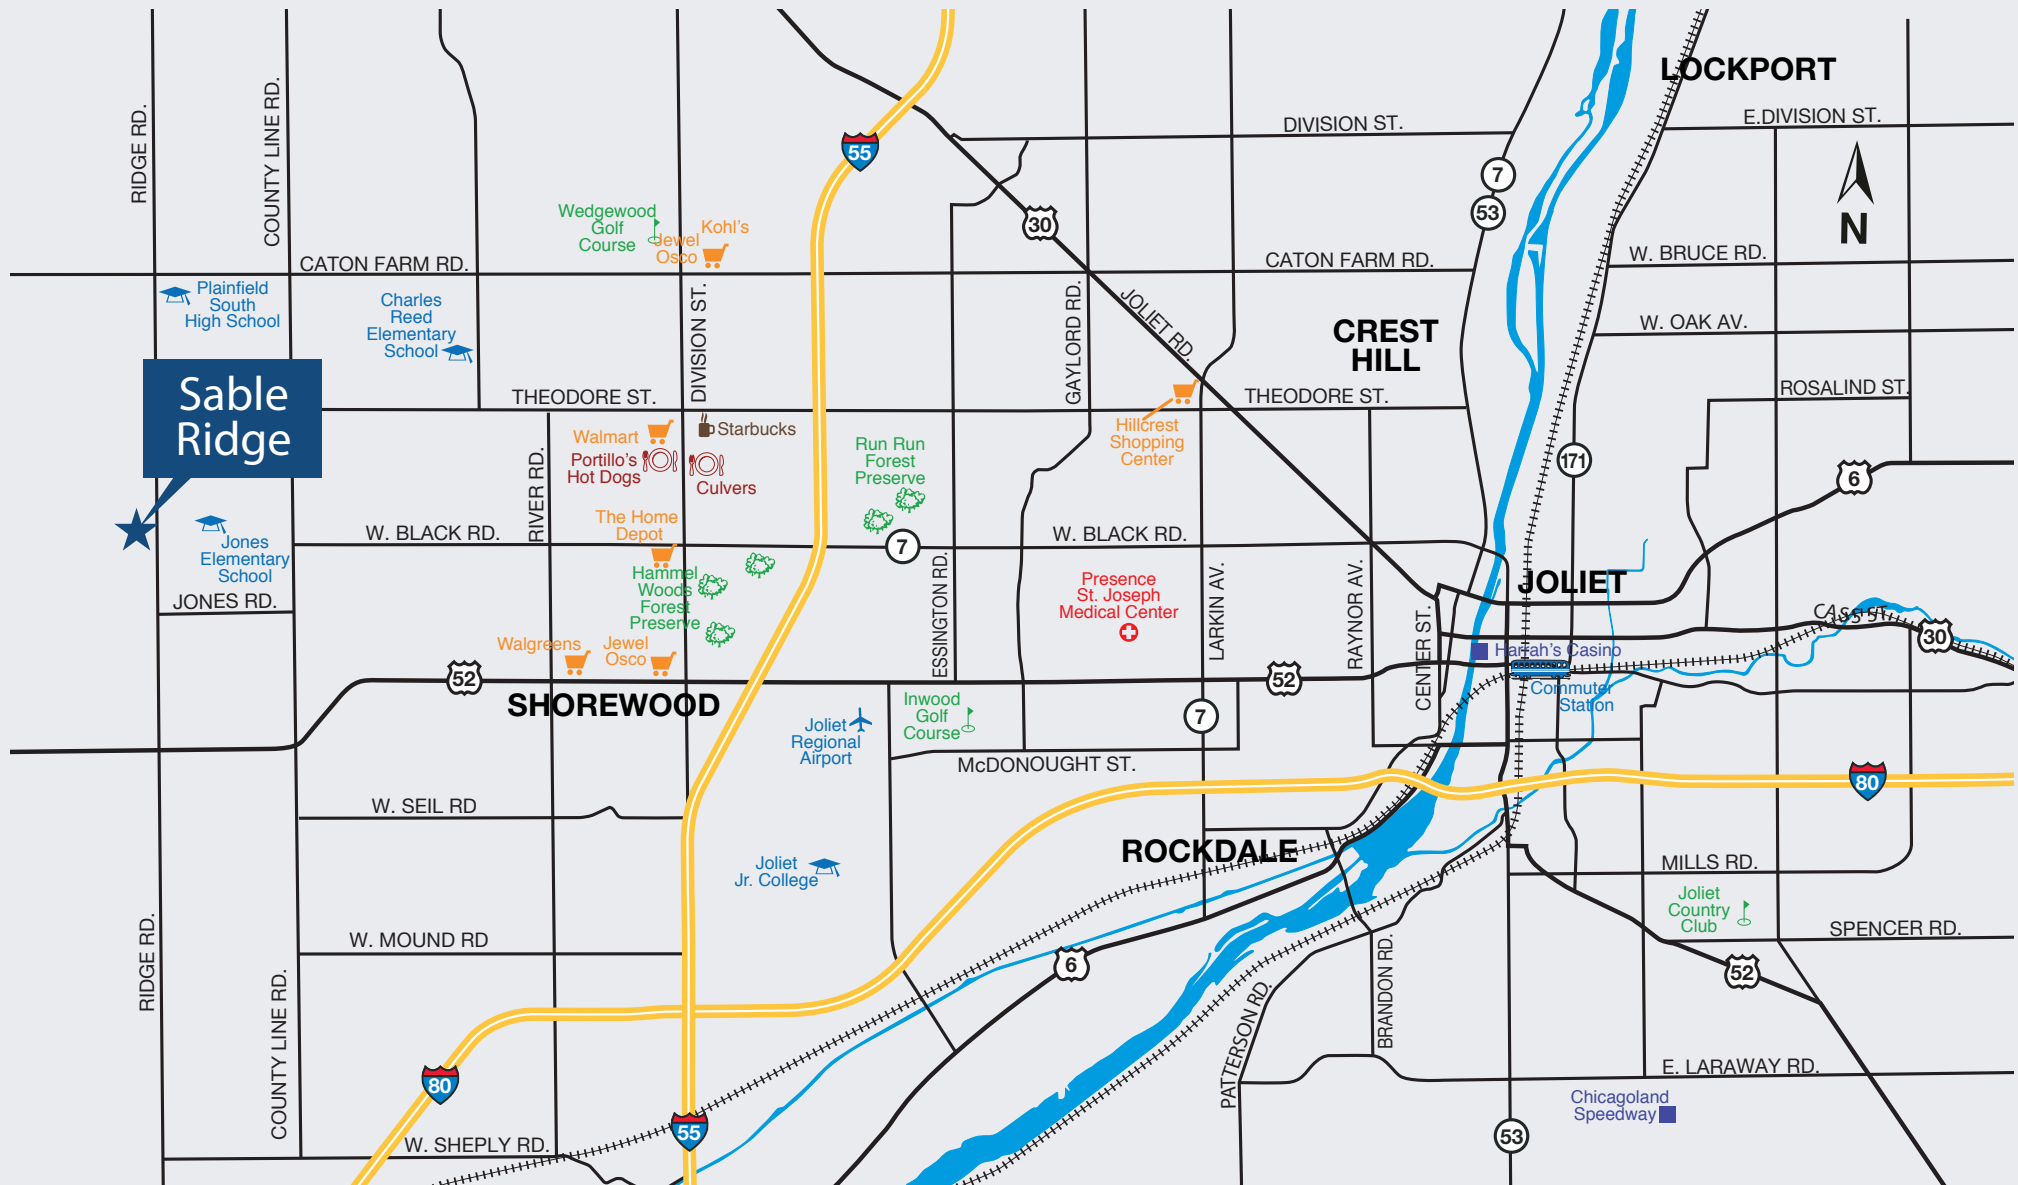 LOCKPORT
RIDGE RD.
COUNTY LINE RD.
DIVISION ST.
E.DIVISION ST.
55
7
53
30
Wedgewood
Golf
Course
Kohl's
Jewel
Osco
N
CATON FARM RD.
CATON FARM RD.
W. BRUCE RD.
Plainfield
South
High School
Charles
Reed
Elementary
School
DIVISION ST.
GAYLORD RD.
JOLIET RD.
CREST
HILL
W. OAK AV.
Sable
Ridge
THEODORE ST.
THEODORE ST.
ROSALIND ST.
Walmart
Starbucks
Portillo's
Hot Dogs
Culvers
Run Run
Forest
Preserve
Hillcrest
Shopping
Center
171
6
RIVER RD.
The Home
Depot
W. BLACK RD.
7
W. BLACK RD.
Jones
Elementary
School
JONES RD.
Hammel
Woods
Forest
Preserve
ESSINGTON RD.
Presence
St. Joseph
Medical Center
LARKIN AV.
RAYNOR AV.
CENTER ST.
JOLIET
CASS ST.
30
Walgreens
Jewel
Osco
Harrah's Casino
Commuter
Station
52
52
SHOREWOOD
Joliet
Regional
Airport
Inwood
Golf
Course
7
McDONOUGHT ST.
80
W. SEIL RD
ROCKDALE
Joliet
Jr. College
MILLS RD.
Joliet
Country
Club
SPENCER RD.
RIDGE RD.
W. MOUND RD
6
52
COUNTY LINE RD.
PATTERSON RD.
BRANDON RD.
E. LARAWAY RD.
80
Chicagoland
Speedway
55
53
W. SHEPLY RD.